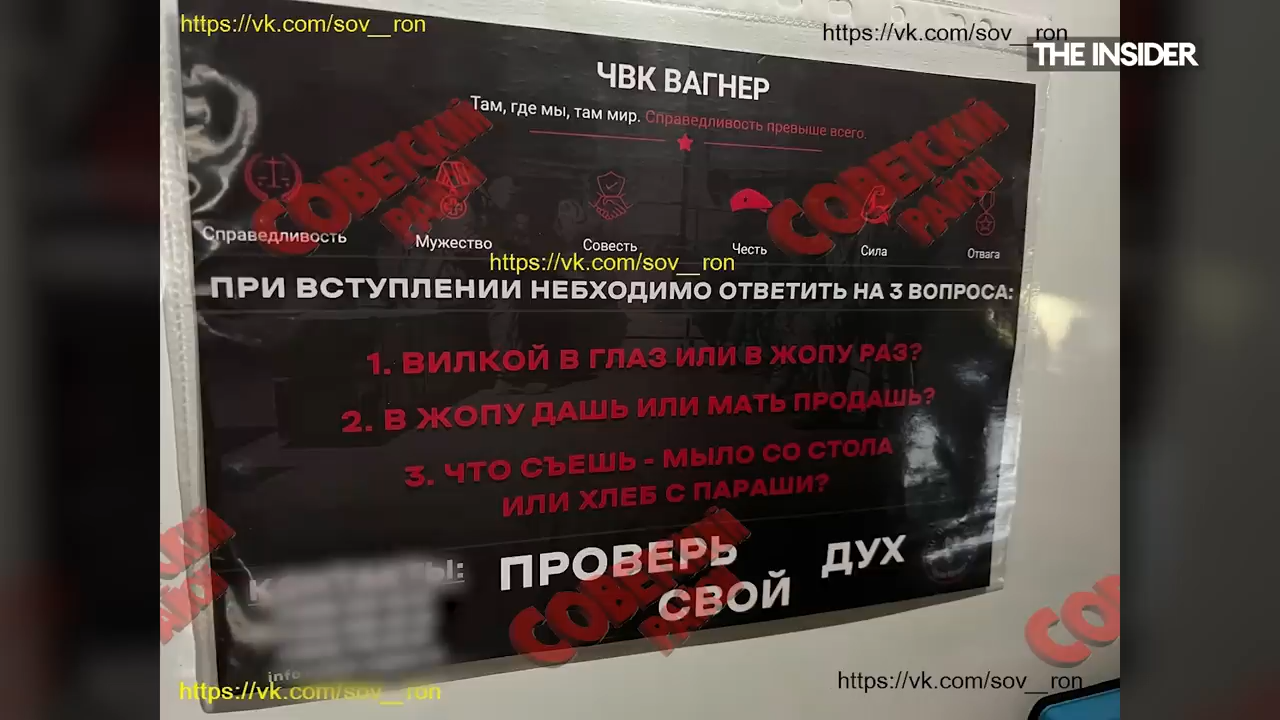 https://vk.com/sov__ron
https://vk.com/sov__ron
THE INSIDER
ЧВК ВАГНЕР
Там, где мы, там мир. Справедливость превыше всего.
СОВЕТСКИЙ
РАЙОН
СОВЕТСКИЙ
РАЙОН
Справедливость
Мужество
Совесть
Честь
Сила
Отвага
https://vk.com/sov__ron
ПРИ ВСТУПЛЕНИИ НЕБХОДИМО ОТВЕТИТЬ НА 3 ВОПРОСА:
1. ВИЛКОЙ В ГЛАЗ ИЛИ В ЖОПУ РАЗ?
2. В ЖОПУ ДАШЬ ИЛИ МАТЬ ПРОДАШЬ?
3. ЧТО СЪЕШЬ - МЫЛО СО СТОЛА
ИЛИ ХЛЕБ С ПАРАШИ?
ПРОВЕРЬ
СВОЙ
ДУХ
СОВЕТСКИЙ
РАЙОН
info
https://vk.com/sov__ron
https://vk.com/sov__ron